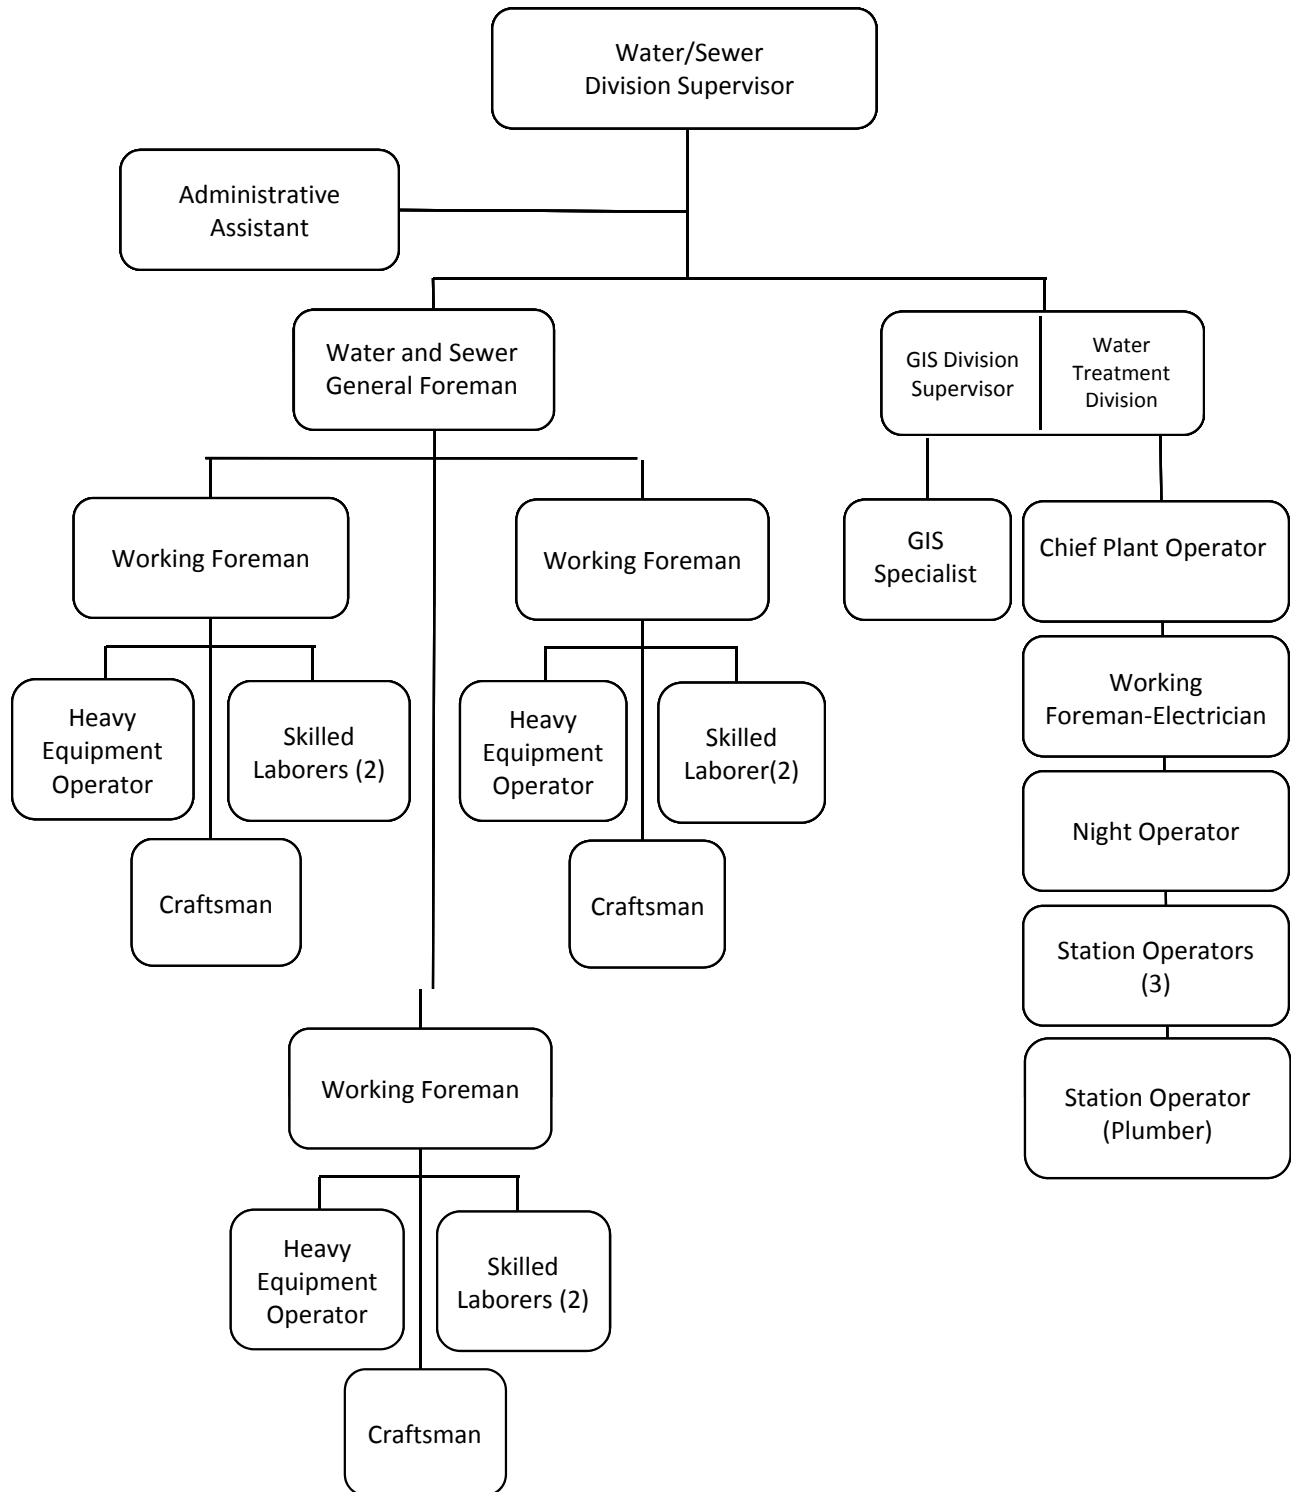 Water/Sewer
Division Supervisor
Administrative
Assistant
Water and Sewer
General Foreman
GIS Division
Supervisor
Water
Treatment
Division
Working Foreman
Working Foreman
GIS
Specialist
Chief Plant Operator
Heavy
Equipment
Operator
Skilled
Laborers (2)
Heavy
Equipment
Operator
Skilled
Laborer(2)
Working
Foreman-Electrician
Night Operator
Craftsman
Craftsman
Station Operators
(3)
Working Foreman
Station Operator
(Plumber)
Heavy
Equipment
Operator
Skilled
Laborers (2)
Craftsman